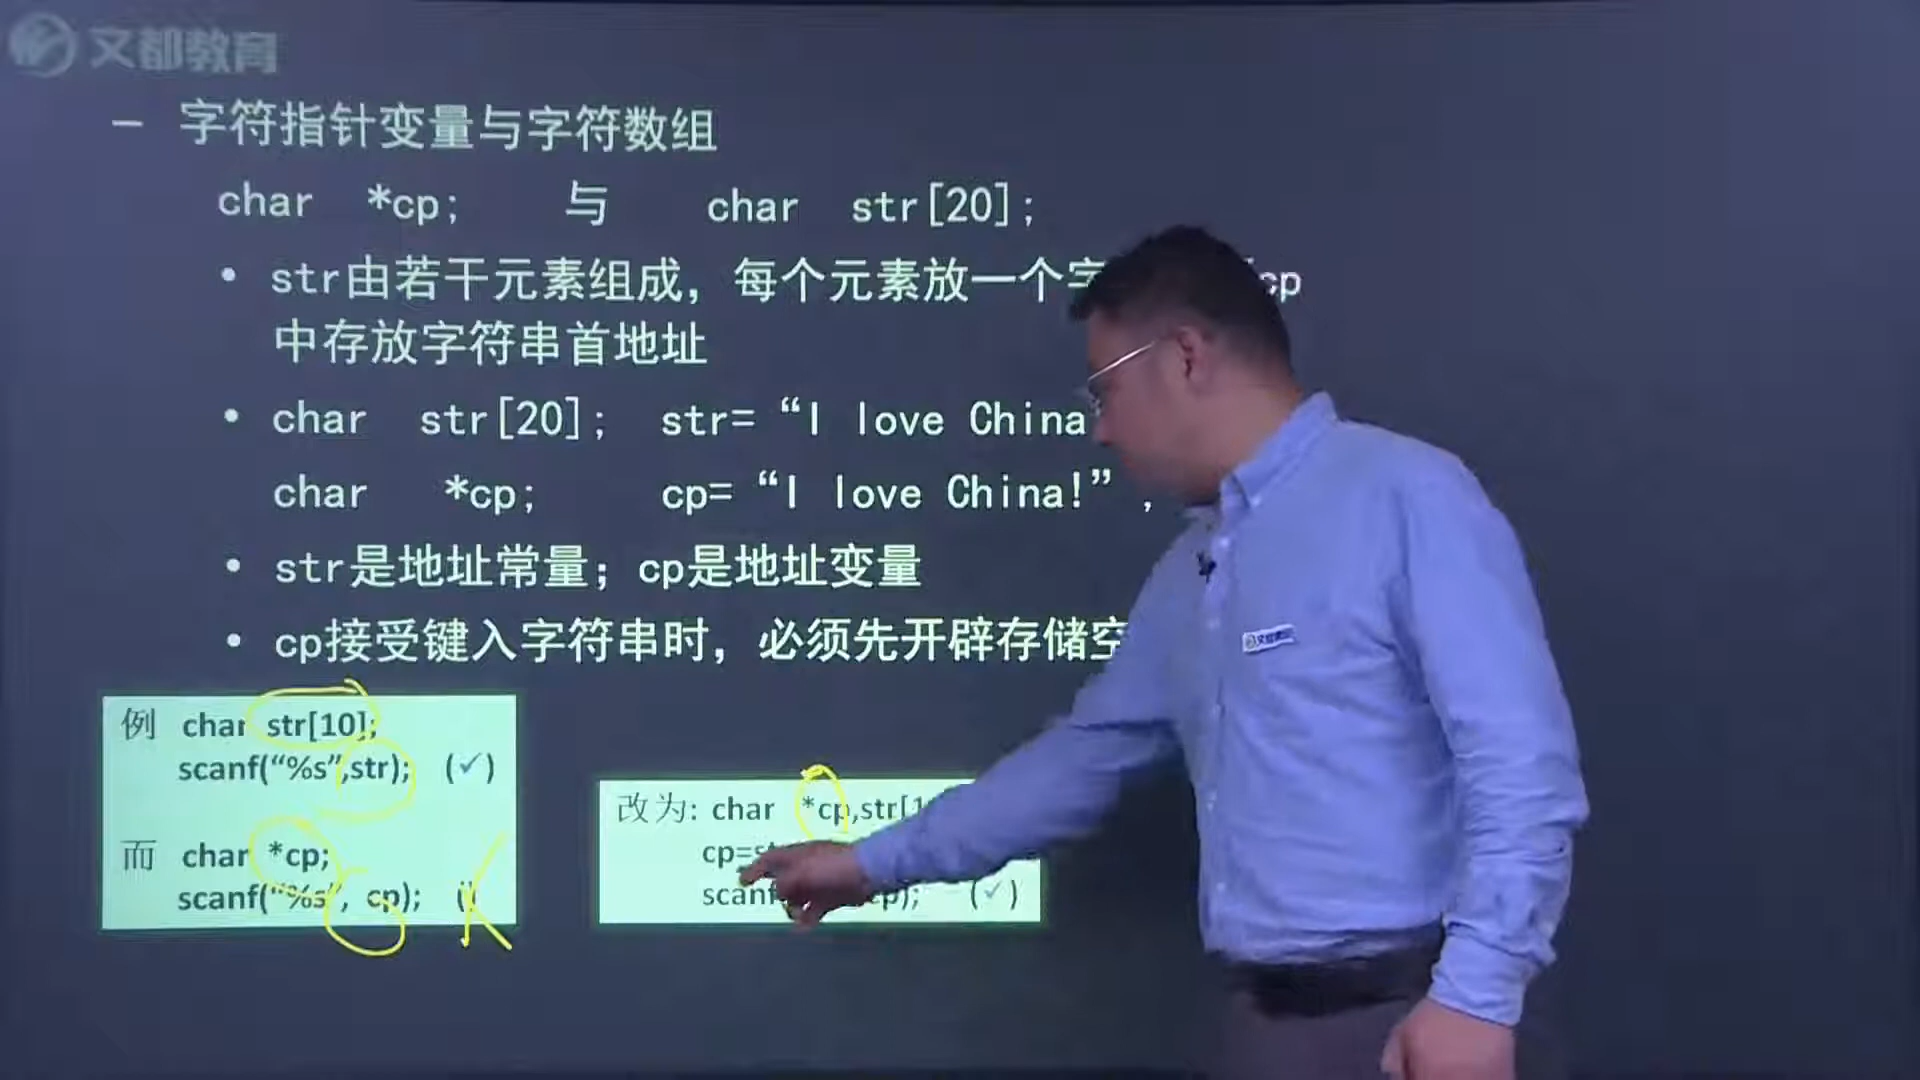 文都教育
– 字符指针变量与字符数组
char *cp; 与 char str[20];
• str由若干元素组成，每个元素放一个字 cp
中存放字符串首地址
• char str[20]; str=“I love China
char *cp; cp=“I love China!”
• str是地址常量；cp是地址变量
• cp接受键入字符串时，必须先开辟存储空
例 char str[10];
scanf(“%s”,str); (✓)
而 char *cp;
scanf(“%s”, cp); (
改为: char *cp,str[1
cp=st
scanf cp); (✓)